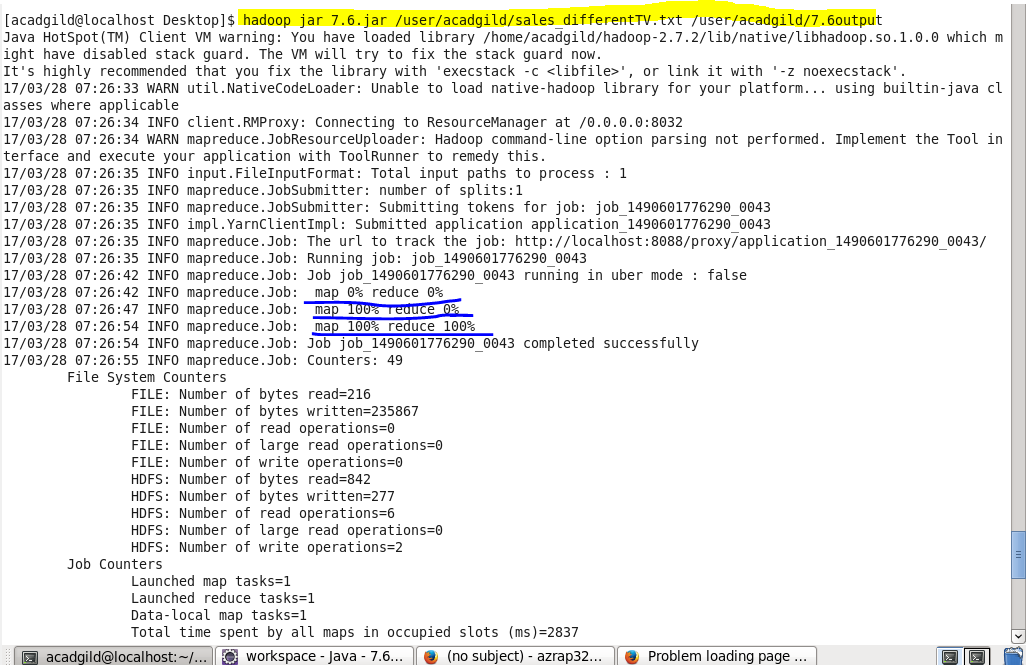 [acadgild@localhost Desktop]$ hadoop jar 7.6.jar /user/acadgild/sales_differentTV.txt /user/acadgild/7.6output
Java HotSpot(TM) Client VM warning: You have loaded library /home/acadgild/hadoop-2.7.2/lib/native/libhadoop.so.1.0.0 which m
ight have disabled stack guard. The VM will try to fix the stack guard now.
It's highly recommended that you fix the library with 'execstack -c <libfile>', or link it with '-z noexecstack'.
17/03/28 07:26:33 WARN util.NativeCodeLoader: Unable to load native-hadoop library for your platform... using builtin-java cl
asses where applicable
17/03/28 07:26:34 INFO client.RMProxy: Connecting to ResourceManager at /0.0.0.0:8032
17/03/28 07:26:34 WARN mapreduce.JobResourceUploader: Hadoop command-line option parsing not performed. Implement the Tool in
terface and execute your application with ToolRunner to remedy this.
17/03/28 07:26:35 INFO input.FileInputFormat: Total input paths to process : 1
17/03/28 07:26:35 INFO mapreduce.JobSubmitter: number of splits:1
17/03/28 07:26:35 INFO mapreduce.JobSubmitter: Submitting tokens for job: job_1490601776290_0043
17/03/28 07:26:35 INFO impl.YarnClientImpl: Submitted application application_1490601776290_0043
17/03/28 07:26:35 INFO mapreduce.Job: The url to track the job: http://localhost:8088/proxy/application_1490601776290_0043/
17/03/28 07:26:35 INFO mapreduce.Job: Running job: job_1490601776290_0043
17/03/28 07:26:42 INFO mapreduce.Job: Job job_1490601776290_0043 running in uber mode : false
17/03/28 07:26:42 INFO mapreduce.Job:  map 0% reduce 0%
17/03/28 07:26:47 INFO mapreduce.Job:  map 100% reduce 0%
17/03/28 07:26:54 INFO mapreduce.Job:  map 100% reduce 100%
17/03/28 07:26:54 INFO mapreduce.Job: Job job_1490601776290_0043 completed successfully
17/03/28 07:26:55 INFO mapreduce.Job: Counters: 49
File System Counters
FILE: Number of bytes read=216
FILE: Number of bytes written=235867
FILE: Number of read operations=0
FILE: Number of large read operations=0
FILE: Number of write operations=0
HDFS: Number of bytes read=842
HDFS: Number of bytes written=277
HDFS: Number of read operations=6
HDFS: Number of large read operations=0
HDFS: Number of write operations=2
Job Counters
Launched map tasks=1
Launched reduce tasks=1
Data-local map tasks=1
Total time spent by all maps in occupied slots (ms)=2837
acadgild@localhost:~/... workspace - Java - 7.6... (no subject) - azrap32... Problem loading page ...